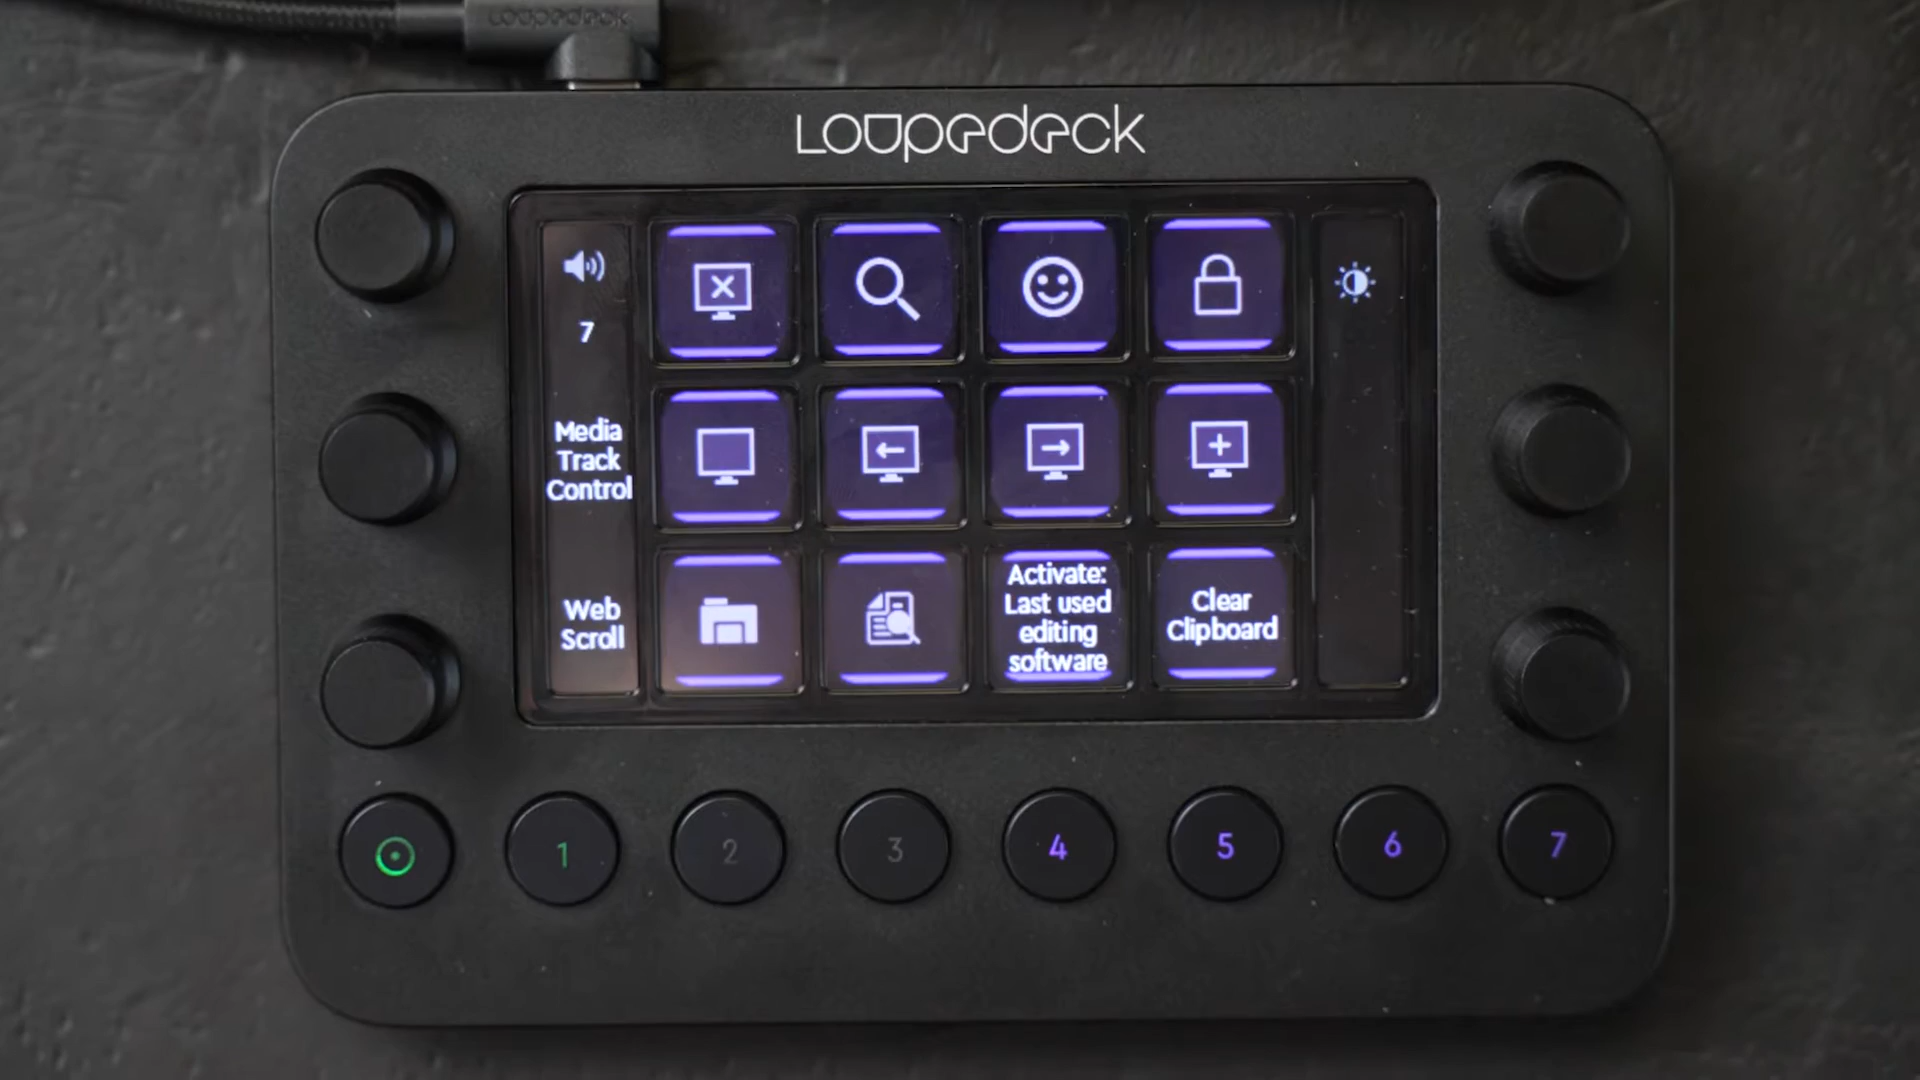 Loupedeck
Loupedeck
7
Media
Track
Control
Web
Scroll
Activate:
Last used
editing
software
Clear
Clipboard
1
2
3
4
5
6
7